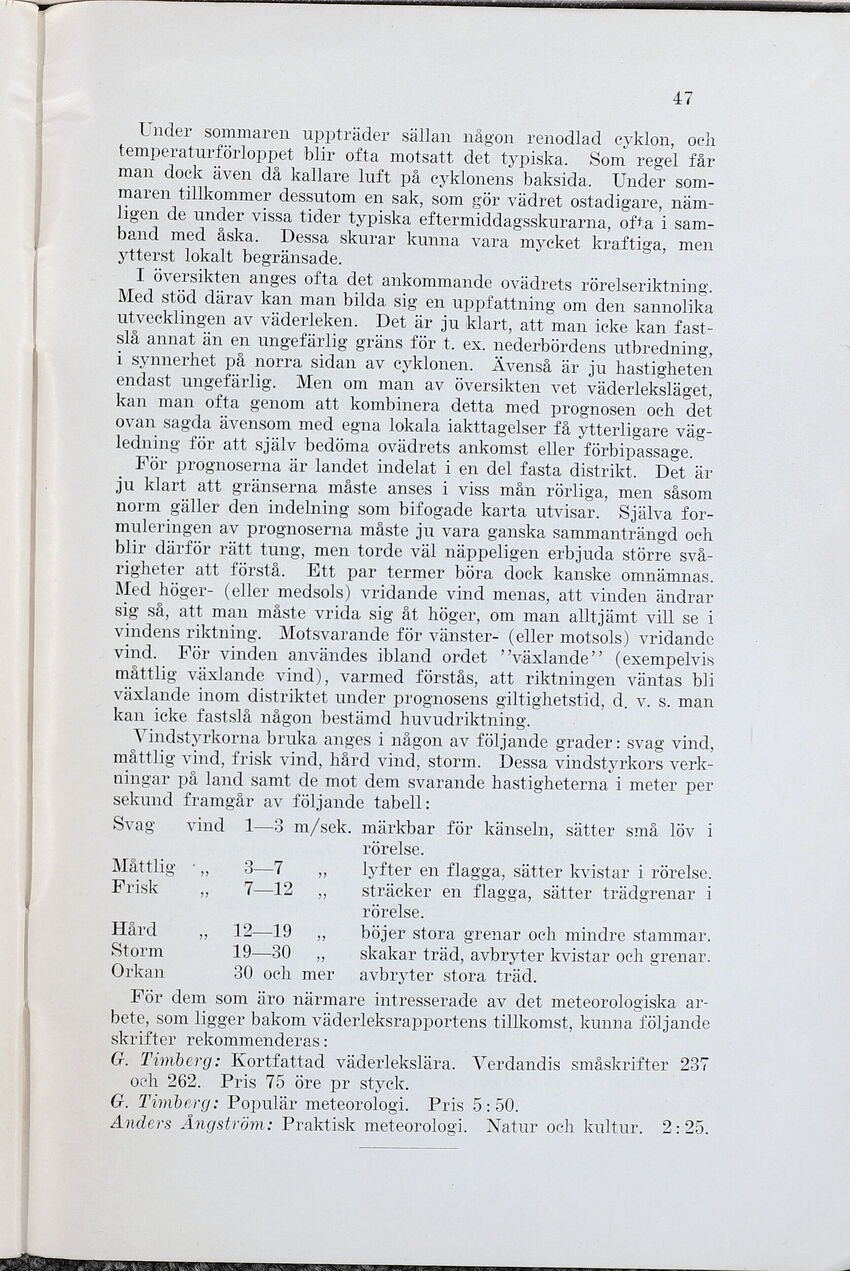 47
Under sommaren uppträder sällan någon renodlad cyklon, och
temperaturförloppet blir ofta motsatt det typiska. Som regel får
man dock även då kallare luft på cyklonens baksida. Under som-
maren tillkommer dessutom en sak, som gör vädret ostadigare, näm-
ligen de under vissa tider typiska eftermiddagsskurarna, ofta i sam-
band med åska. Dessa skurar kunna vara mycket kraftiga, men
ytterst lokalt begränsade.
I översikten anges ofta det ankommande ovädrets rörelseriktning.
Med stöd därav kan man bilda sig en uppfattning om den sannolika
utvecklingen av väderleken. Det är ju klart, att man icke kan fast-
slå annat än en ungefärlig gräns för t. ex. nederbördens utbredning,
i synnerhet på norra sidan av cyklonen. Ävenså är ju hastigheten
endast ungefärlig. Men om man av översikten vet väderleksläget,
kan man ofta genom att kombinera detta med prognosen och det
ovan sagda ävensom med egna lokala iakttagelser få ytterligare väg-
ledning för att själv bedöma ovädrets ankomst eller förbipassage.
För prognoserna är landet indelat i en del fasta distrikt. Det är
ju klart att gränserna måste anses i viss mån rörliga, men såsom
norm gäller den indelning som bifogade karta utvisar. Själva for-
muleringen av prognoserna måste ju vara ganska sammanträngd och
blir därför rätt tung, men torde väl näppeligen erbjuda större svå-
righeter att förstå. Ett par termer böra dock kanske omnämnas.
Med höger- (eller medsols) vridande vind menas, att vinden ändrar
sig så, att man måste vrida sig åt höger, om man alltjämt vill se i
vindens riktning. Motsvarande för vänster- (eller motsols) vridande
vind. För vinden användes ibland ordet ”växlande” (exempelvis
måttlig växlande vind), varmed förstås, att riktningen väntas bli
växlande inom distriktet under prognosens giltighetstid, d. v. s. man
kan icke fastslå någon bestämd huvudriktning.
Vindstyrkorna bruka anges i någon av följande grader: svag vind,
måttlig vind, frisk vind, hård vind, storm. Dessa vindstyrkors verk-
ningar på land samt de mot dem svarande hastigheterna i meter per
sekund framgår av följande tabell:
Svag vind 1—3 m/sek. märkbar för känseln, sätter små löv i
rörelse.
Måttlig „ 3—7 „ lyfter en flagga, sätter kvistar i rörelse.
Frisk „ 7—12 „ sträcker en flagga, sätter trädgrenar i
rörelse.
Hård „ 12—19 „ böjer stora grenar och mindre stammar.
Storm 19—30 „ skakar träd, avbryter kvistar och grenar.
Orkan 30 och mer avbryter stora träd.
För dem som äro närmare intresserade av det meteorologiska ar-
bete, som ligger bakom väderleksrapportens tillkomst, kunna följande
skrifter rekommenderas:
G. Timberg: Kortfattad väderlekslära. Verdandis småskrifter 237
och 262. Pris 75 öre pr styck.
G. Timberg: Populär meteorologi. Pris 5:50.
Anders Ångström: Praktisk meteorologi. Natur och kultur. 2:25.